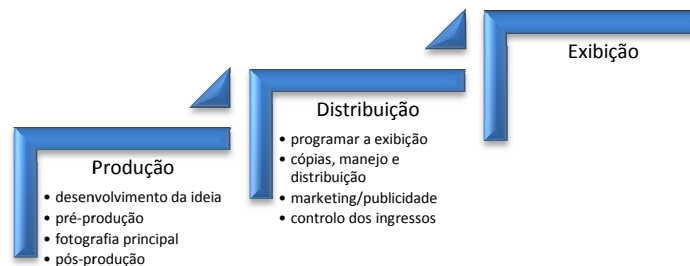 Produção
• desenvolvimento da ideia
• pré-produção
• fotografia principal
• pós-produção
Distribuição
• programar a exibição
• cópias, manejo e
distribuição
• marketing/publicidade
• controlo dos ingressos
Exibição